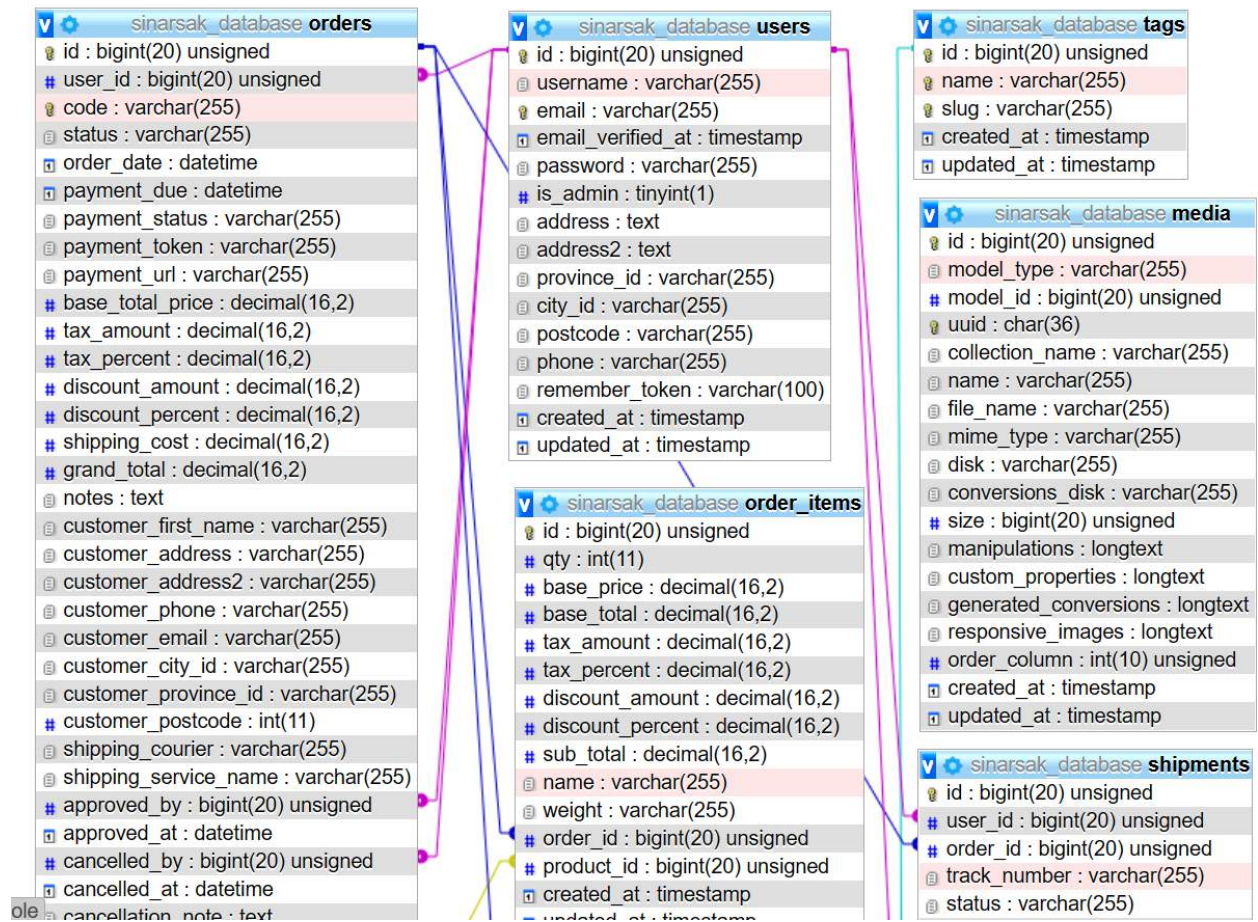 sinarsak_database orders
id : bigint(20) unsigned
user_id : bigint(20) unsigned
code : varchar(255)
status : varchar(255)
order_date : datetime
payment_due : datetime
payment_status : varchar(255)
payment_token : varchar(255)
payment_url : varchar(255)
base_total_price : decimal(16,2)
tax_amount : decimal(16,2)
tax_percent : decimal(16,2)
discount_amount : decimal(16,2)
discount_percent : decimal(16,2)
shipping_cost : decimal(16,2)
grand_total : decimal(16,2)
notes : text
customer_first_name : varchar(255)
customer_address : varchar(255)
customer_address2 : varchar(255)
customer_phone : varchar(255)
customer_email : varchar(255)
customer_city_id : varchar(255)
customer_province_id : varchar(255)
customer_postcode : int(11)
shipping_courier : varchar(255)
shipping_service_name : varchar(255)
approved_by : bigint(20) unsigned
approved_at : datetime
cancelled_by : bigint(20) unsigned
cancelled_at : datetime
cancellation_note : text
ole
sinarsak_database users
id : bigint(20) unsigned
username : varchar(255)
email : varchar(255)
email_verified_at : timestamp
password : varchar(255)
is_admin : tinyint(1)
address : text
address2 : text
province_id : varchar(255)
city_id : varchar(255)
postcode : varchar(255)
phone : varchar(255)
remember_token : varchar(100)
created_at : timestamp
updated_at : timestamp
sinarsak_database order_items
id : bigint(20) unsigned
qty : int(11)
base_price : decimal(16,2)
base_total : decimal(16,2)
tax_amount : decimal(16,2)
tax_percent : decimal(16,2)
discount_amount : decimal(16,2)
discount_percent : decimal(16,2)
sub_total : decimal(16,2)
name : varchar(255)
weight : varchar(255)
order_id : bigint(20) unsigned
product_id : bigint(20) unsigned
created_at : timestamp
updated_at : timestamp
sinarsak_database tags
id : bigint(20) unsigned
name : varchar(255)
slug : varchar(255)
created_at : timestamp
updated_at : timestamp
sinarsak_database media
id : bigint(20) unsigned
model_type : varchar(255)
model_id : bigint(20) unsigned
uuid : char(36)
collection_name : varchar(255)
name : varchar(255)
file_name : varchar(255)
mime_type : varchar(255)
disk : varchar(255)
conversions_disk : varchar(255)
size : bigint(20) unsigned
manipulations : longtext
custom_properties : longtext
generated_conversions : longtext
responsive_images : longtext
order_column : int(10) unsigned
created_at : timestamp
updated_at : timestamp
sinarsak_database shipments
id : bigint(20) unsigned
user_id : bigint(20) unsigned
order_id : bigint(20) unsigned
track_number : varchar(255)
status : varchar(255)